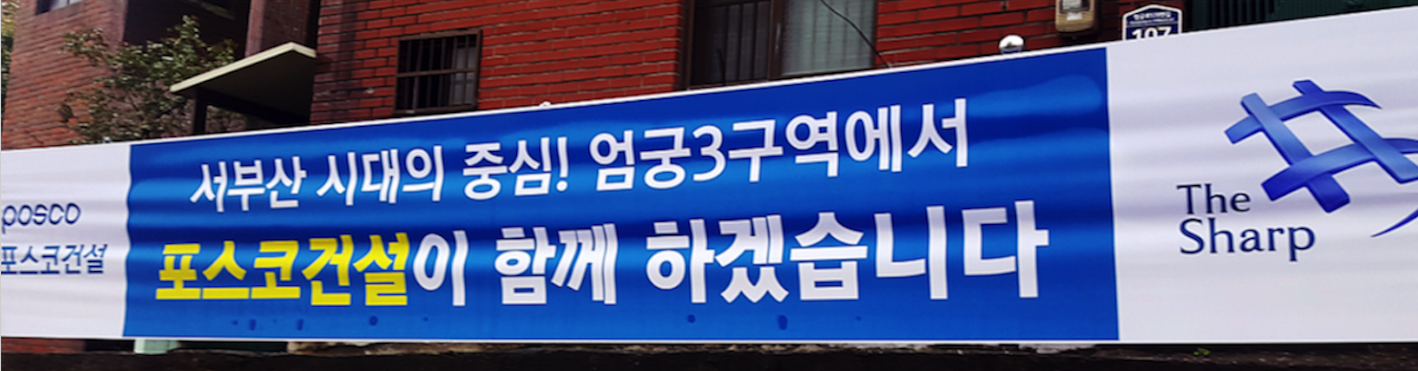 서부산 시대의 중심! 엄궁3구역에서
포스코건설이 함께 하겠습니다
posco
포스코건설
The
Sharp
107